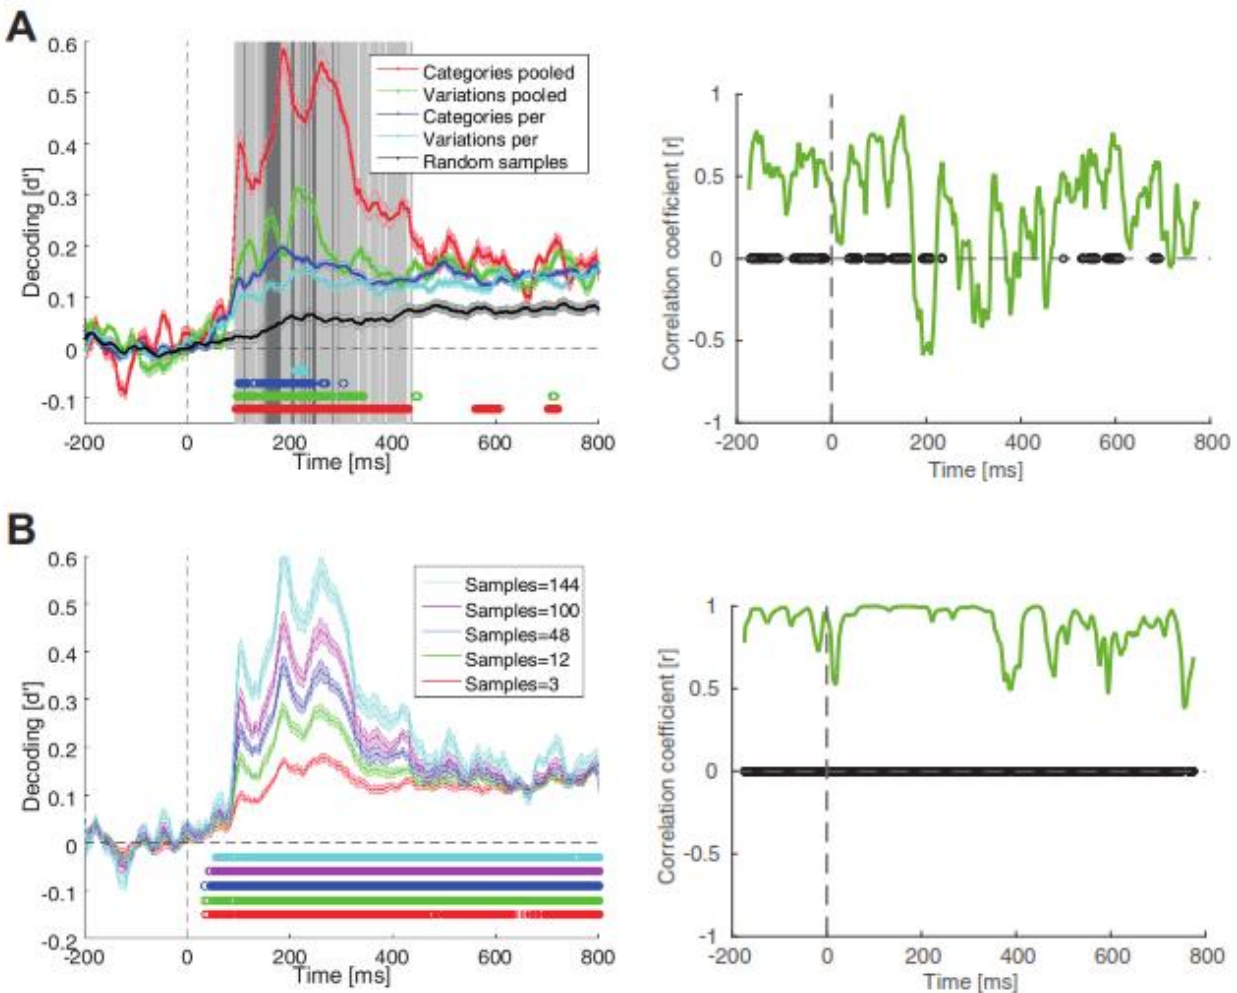 A
Decoding [d']
0.6
0.5
0.4
0.3
0.2
0.1
0
-0.1
-200 0 200 400 600 800
Time [ms]
Categories pooled
Variations pooled
Categories per
Variations per
Random samples
Correlation coefficient [r]
1
0.5
0
-0.5
-1
-200 0 200 400 600 800
Time [ms]
B
Decoding [d']
0.6
0.5
0.4
0.3
0.2
0.1
0
-0.1
-0.2
-200 0 200 400 600 800
Time [ms]
Samples=144
Samples=100
Samples=48
Samples=12
Samples=3
Correlation coefficient [r]
1
0.5
0
-0.5
-1
-200 0 200 400 600 800
Time [ms]